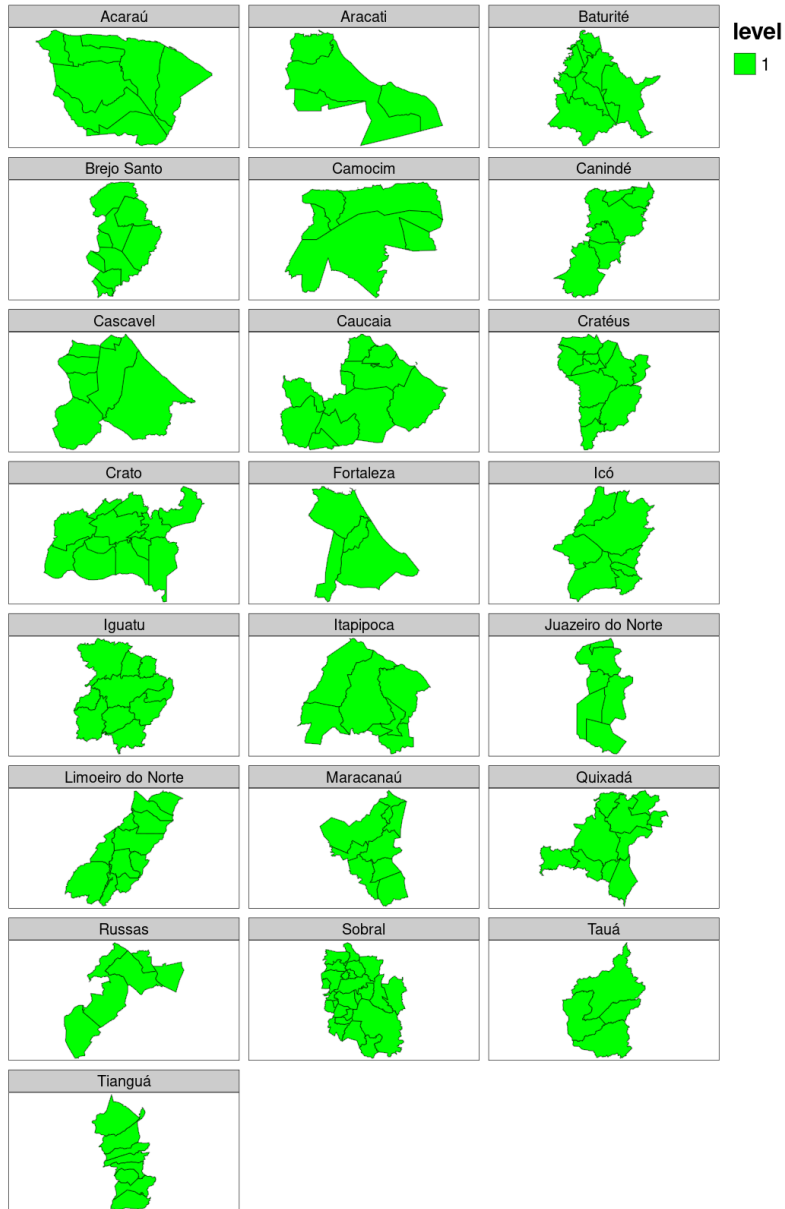 Acaraú
Aracati
Baturité
level
1
Brejo Santo
Camocim
Canindé
Cascavel
Caucaia
Cratéus
Crato
Fortaleza
Icó
Iguatu
Itapipoca
Juazeiro do Norte
Limoeiro do Norte
Maracanaú
Quixadá
Russas
Sobral
Tauá
Tianguá